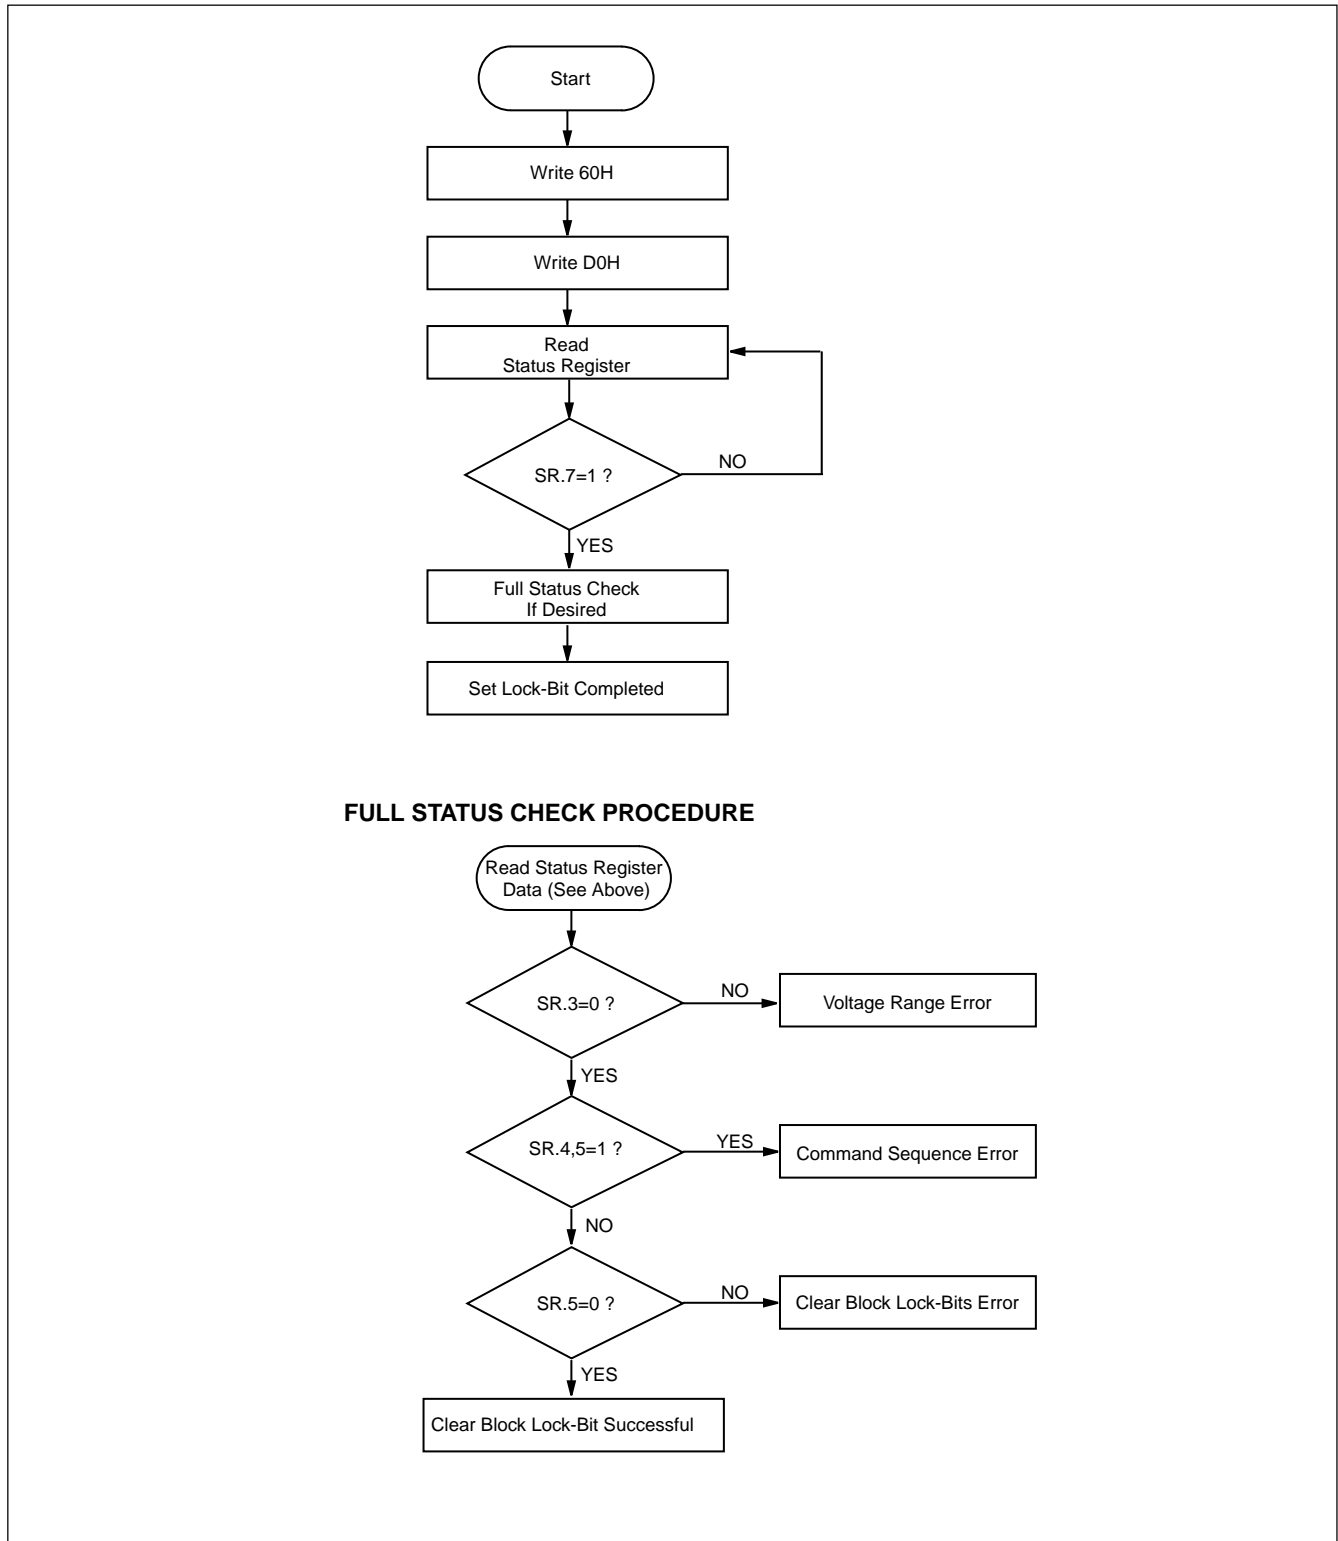 Start
Write 60H
Write D0H
Read
Status Register
SR.7=1 ?
NO
YES
Full Status Check
If Desired
Set Lock-Bit Completed
FULL STATUS CHECK PROCEDURE
Read Status Register
Data (See Above)
SR.3=0 ?
NO
Voltage Range Error
YES
SR.4,5=1 ?
YES
Command Sequence Error
NO
SR.5=0 ?
NO
Clear Block Lock-Bits Error
YES
Clear Block Lock-Bit Successful